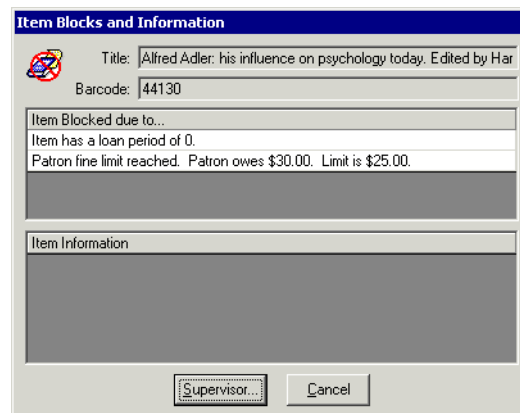 Item Blocks and Information
Title: Alfred Adler: his influence on psychology today. Edited by Har
Barcode: 44130
Item Blocked due to...
Item has a loan period of 0.
Patron fine limit reached. Patron owes $30.00. Limit is $25.00.
Item Information
Supervisor... Cancel